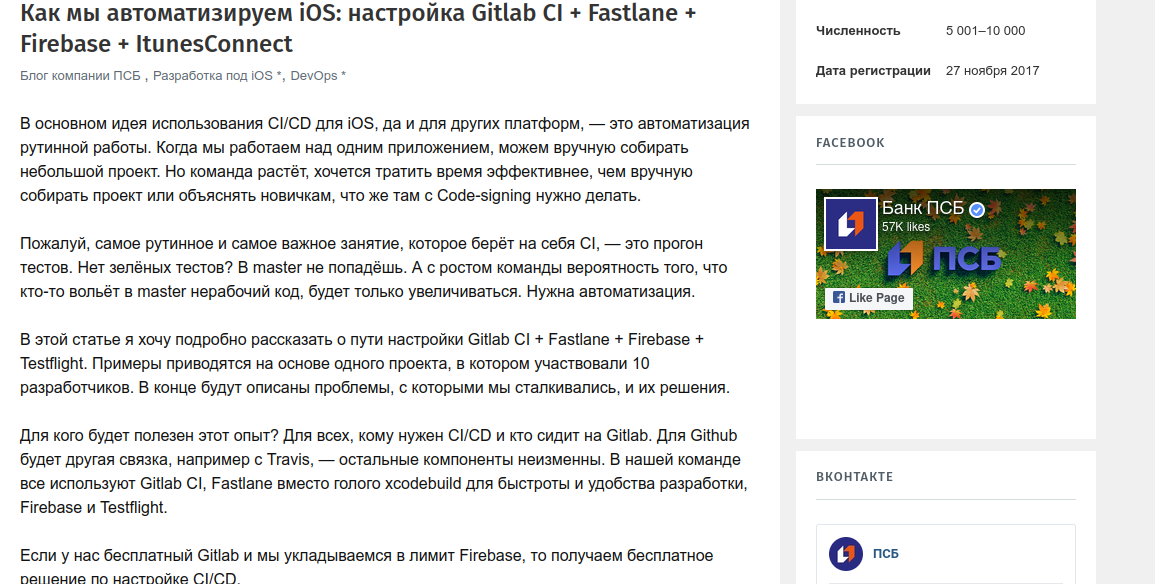 Как мы автоматизируем iOS: настройка Gitlab CI + Fastlane +
Firebase + ItunesConnect
Блог компании ПСБ , Разработка под iOS *, DevOps *
В основном идея использования CI/CD для iOS, да и для других платформ, — это автоматизация
рутинной работы. Когда мы работаем над одним приложением, можем вручную собирать
небольшой проект. Но команда растёт, хочется тратить время эффективнее, чем вручную
собирать проект или объяснять новичкам, что же там с Code-signing нужно делать.
Пожалуй, самое рутинное и самое важное занятие, которое берёт на себя CI, — это прогон
тестов. Нет зелёных тестов? В master не попадёшь. А с ростом команды вероятность того, что
кто-то вольёт в master нерабочий код, будет только увеличиваться. Нужна автоматизация.
В этой статье я хочу подробно рассказать о пути настройки Gitlab CI + Fastlane + Firebase +
Testflight. Примеры приводятся на основе одного проекта, в котором участвовали 10
разработчиков. В конце будут описаны проблемы, с которыми мы сталкивались, и их решения.
Для кого будет полезен этот опыт? Для всех, кому нужен CI/CD и кто сидит на Gitlab. Для Github
будет другая связка, например с Travis, — остальные компоненты неизменны. В нашей команде
все используют Gitlab CI, Fastlane вместо голого xcodebuild для быстроты и удобства разработки,
Firebase и Testflight.
Если у нас бесплатный Gitlab и мы укладываемся в лимит Firebase, то получаем бесплатное
решение по настройке CI/CD.
Численность 5 001–10 000
Дата регистрации 27 ноября 2017
FACEBOOK
Банк ПСБ
57K likes
ПСБ
Like Page
ВКОНТАКТЕ
ПСБ